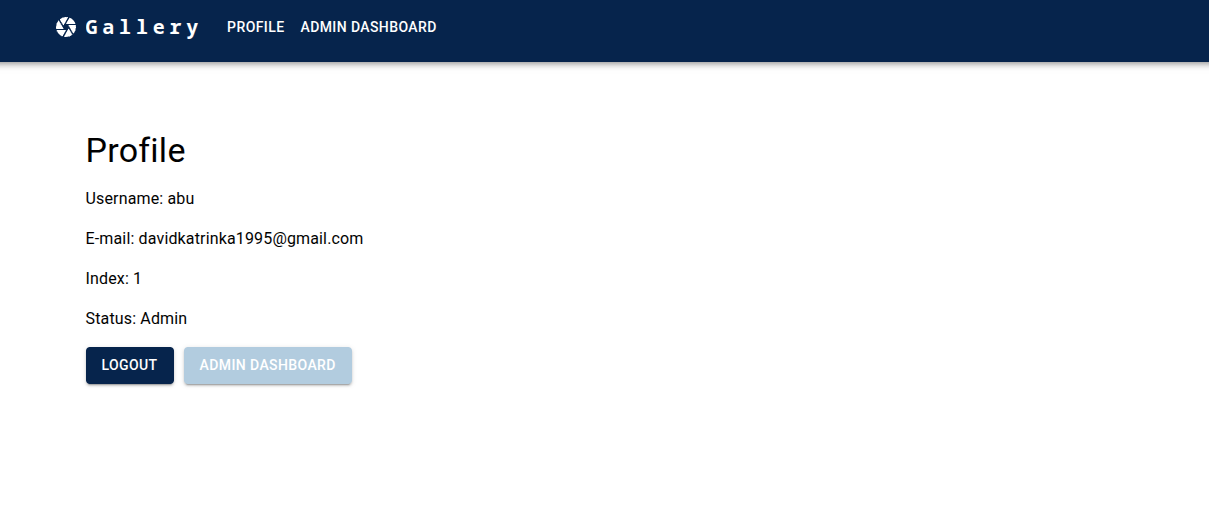 Gallery PROFILE ADMIN DASHBOARD
Profile
Username: abu
E-mail: davidkatrinka1995@gmail.com
Index: 1
Status: Admin
LOGOUT ADMIN DASHBOARD